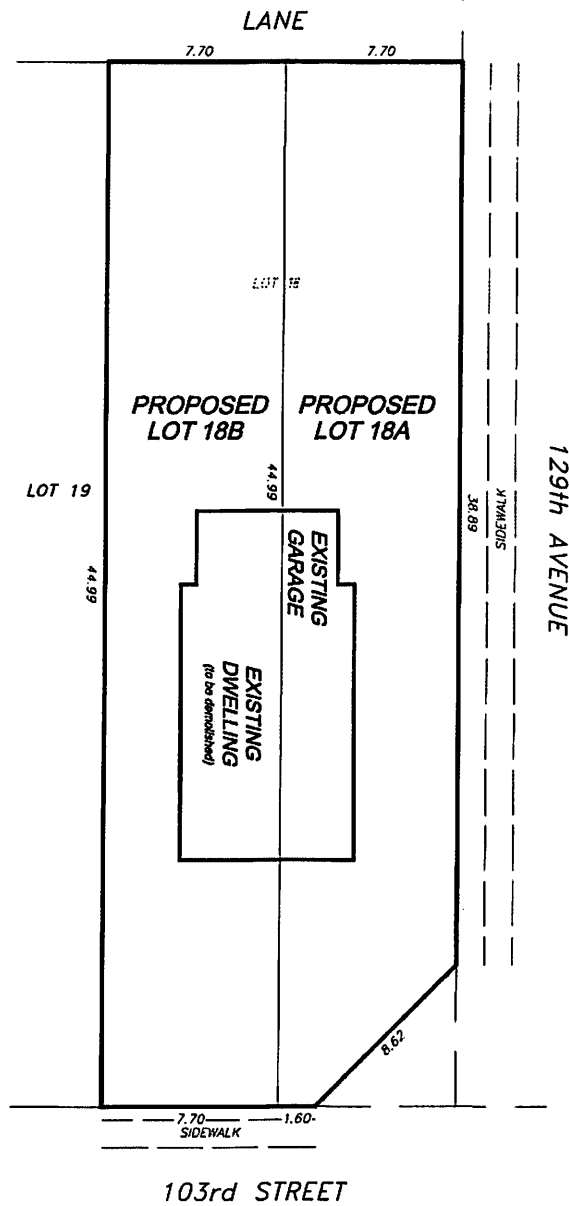 LANE
7.70 7.70
LOT 18
PROPOSED
LOT 18B
PROPOSED
LOT 18A
LOT 19
44.99
44.99
38.89
SIDEWALK
129th AVENUE
EXISTING
GARAGE
EXISTING
DWELLING
(to be demolished)
8.62
7.70 1.60
SIDEWALK
103rd STREET